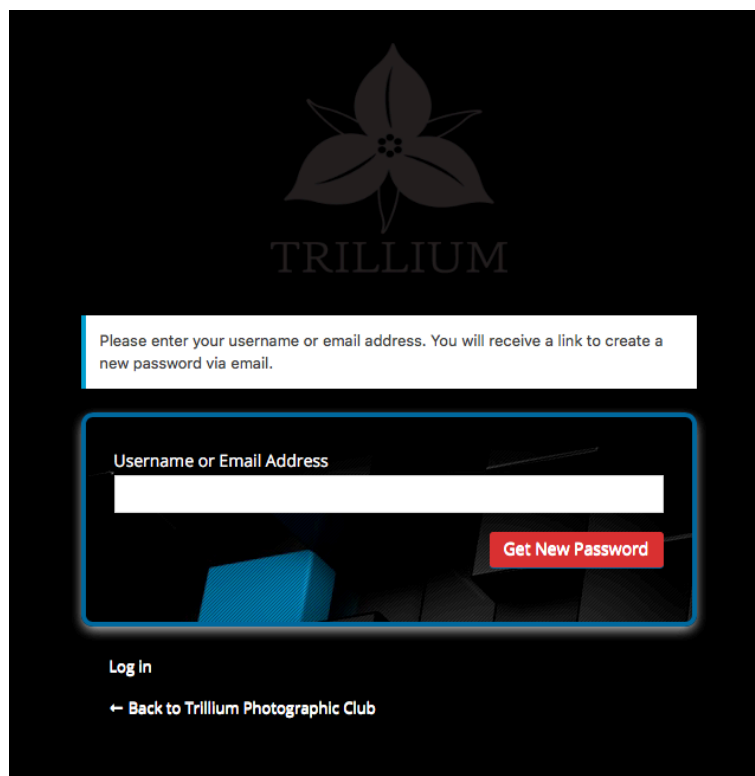 TRILLIUM
Please enter your username or email address. You will receive a link to create a
new password via email.
Username or Email Address
Get New Password
Log in
← Back to Trillium Photographic Club